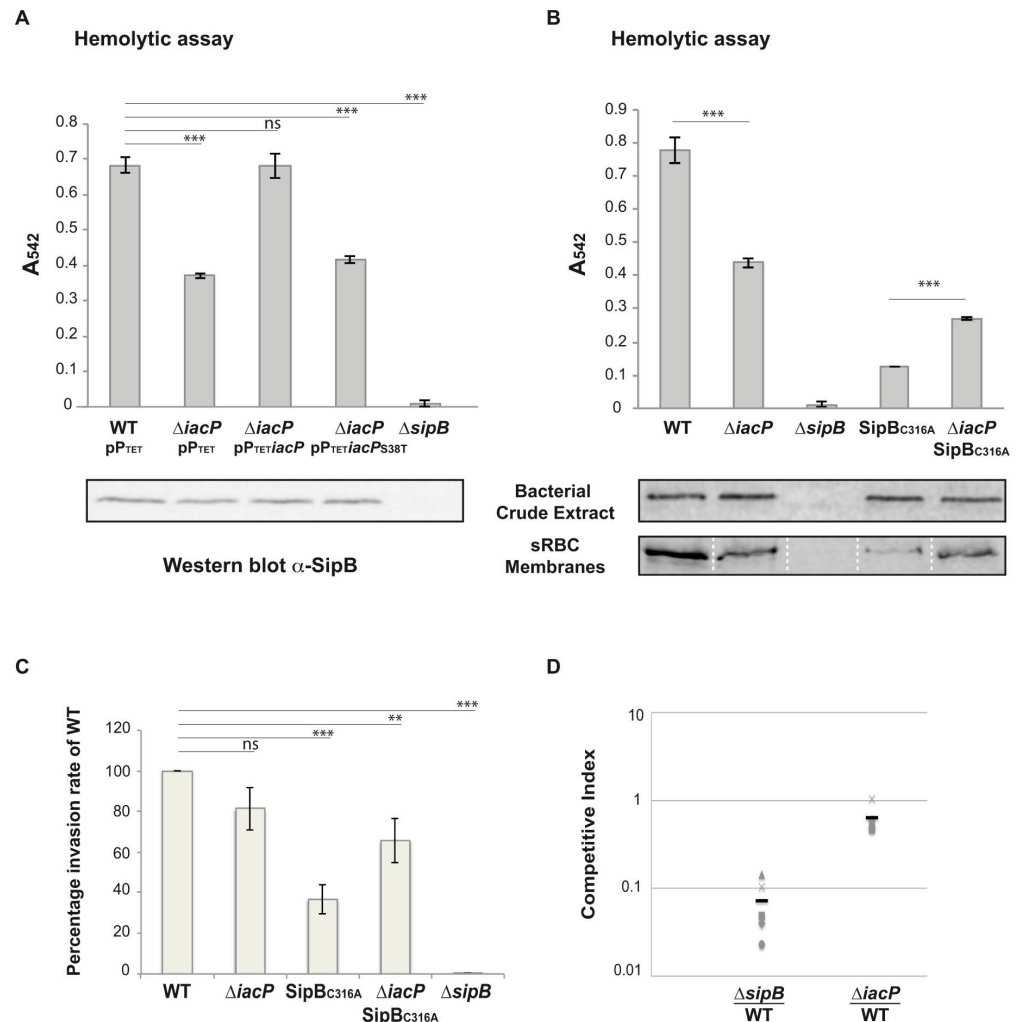 A
Hemolytic assay
***
***
ns
***
0.8
0.7
0.6
0.5
0.4
0.3
0.2
0.1
0
A542
WT ΔiacP ΔiacP ΔiacP ΔsipB
pPTET pPTET pPTETiacP pPTETiacPS38T
Western blot α-SipB
B
Hemolytic assay
***
***
0.9
0.8
0.7
0.6
0.5
0.4
0.3
0.2
0.1
0
A542
WT ΔiacP ΔsipB SipBC316A ΔiacP
SipBC316A
Bacterial
Crude Extract
sRBC
Membranes
C
***
**
***
ns
120
100
80
60
40
20
0
Percentage invasion rate of WT
WT ΔiacP SipBC316A ΔiacP ΔsipB
SipBC316A
D
10
1
0.1
0.01
Competitive Index
ΔsipB ΔiacP
WT WT